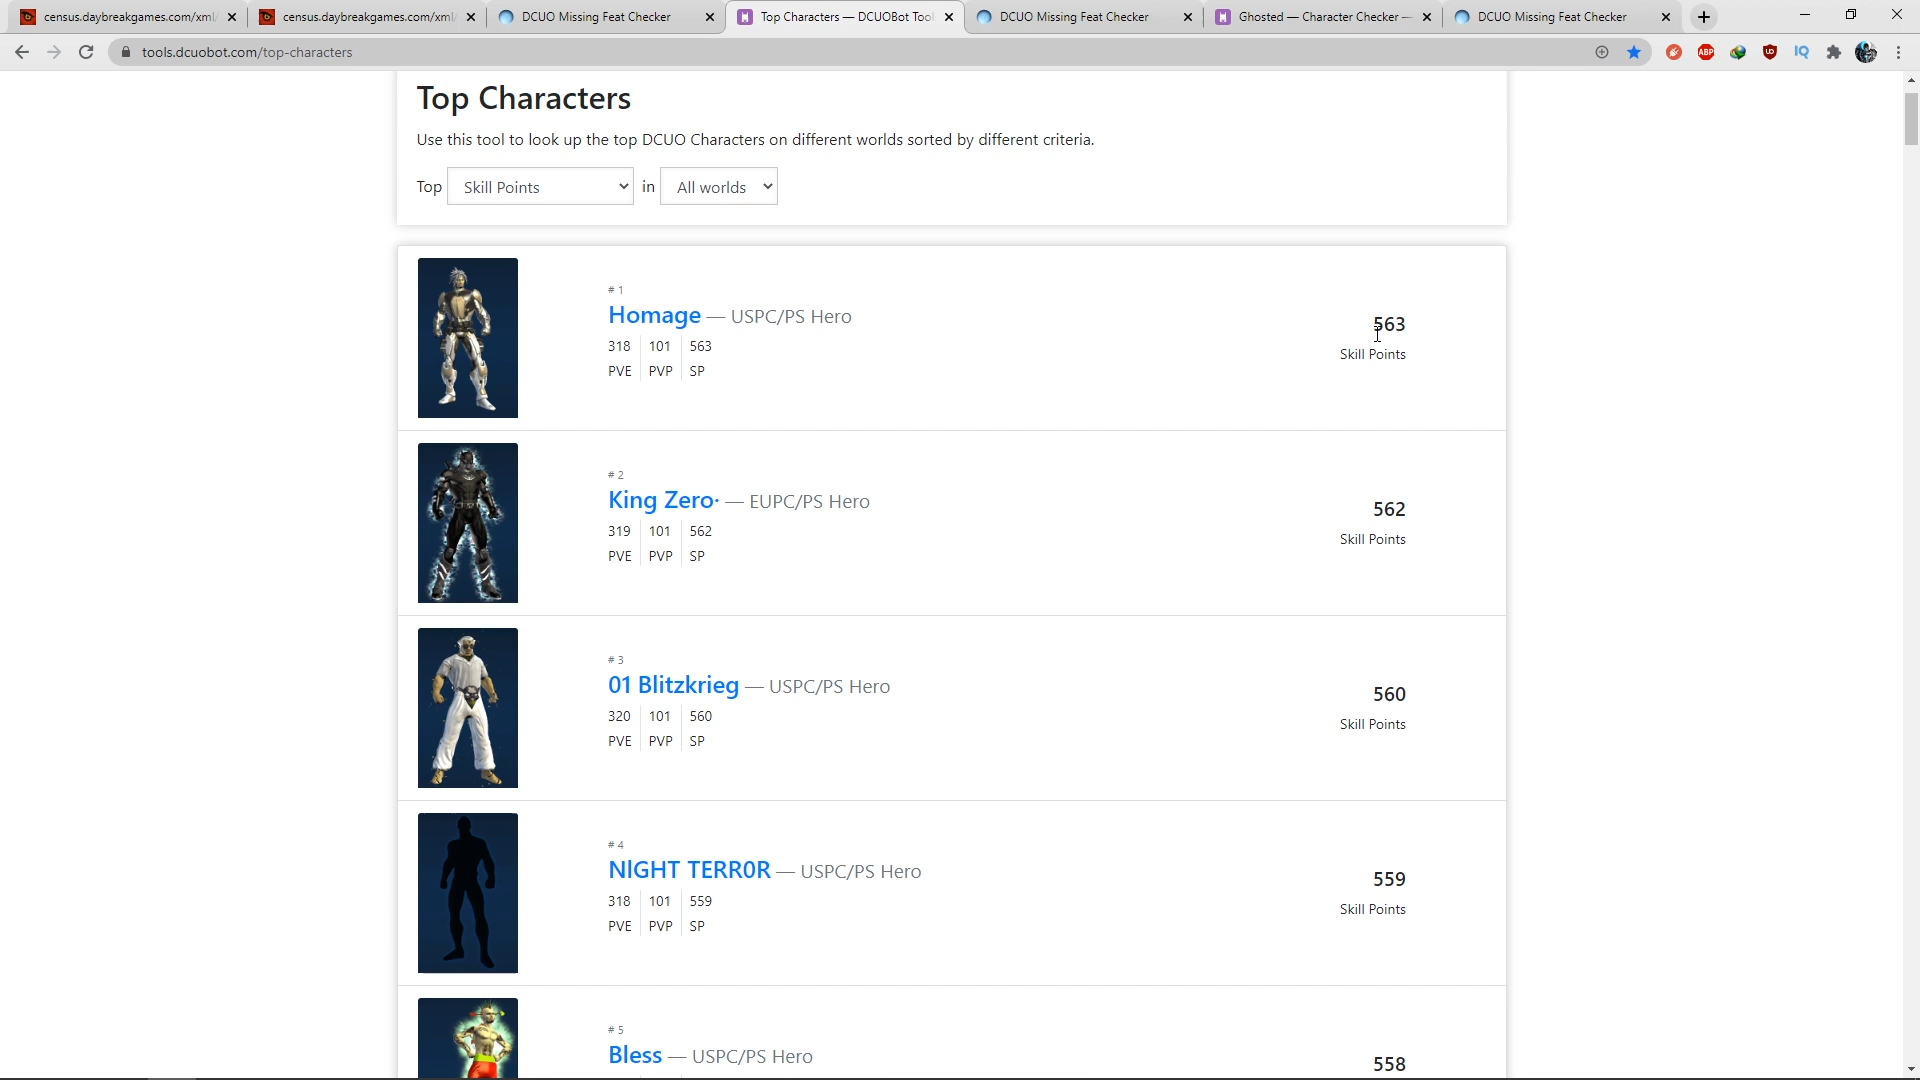 census.daybreakgames.com/xml/
census.daybreakgames.com/xml/
DCUO Missing Feat Checker
Top Characters — DCUOBot Tool
DCUO Missing Feat Checker
Ghosted — Character Checker —
DCUO Missing Feat Checker
tools.dcuobot.com/top-characters
ABP
IQ
Top Characters
Use this tool to look up the top DCUO Characters on different worlds sorted by different criteria.
Top Skill Points in All worlds
# 1
Homage — USPC/PS Hero
318 101 563
PVE PVP SP
563
Skill Points
# 2
King Zero· — EUPC/PS Hero
319 101 562
PVE PVP SP
562
Skill Points
# 3
01 Blitzkrieg — USPC/PS Hero
320 101 560
PVE PVP SP
560
Skill Points
# 4
NlGHT TERR0R — USPC/PS Hero
318 101 559
PVE PVP SP
559
Skill Points
# 5
Bless — USPC/PS Hero
558